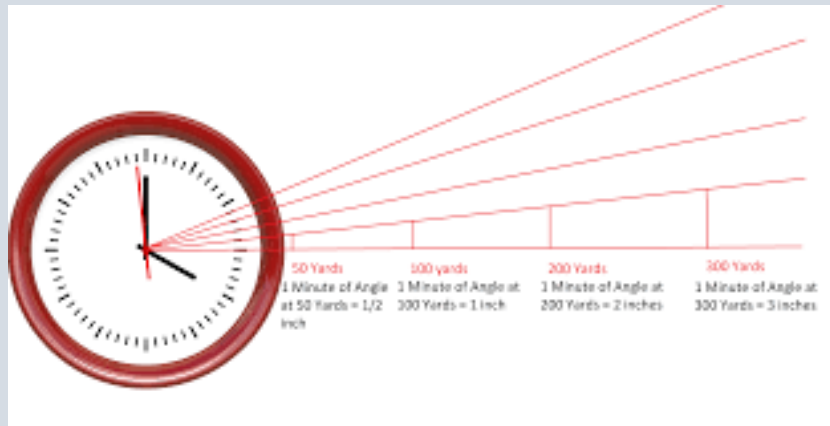 50 Yards
1 Minute of Angle
at 50 Yards = 1/2
inch
100 yards
1 Minute of Angle at
100 Yards = 1 inch
200 Yards
1 Minute of Angle at
200 Yards = 2 inches
300 Yards
1 Minute of Angle at
300 Yards = 3 inches